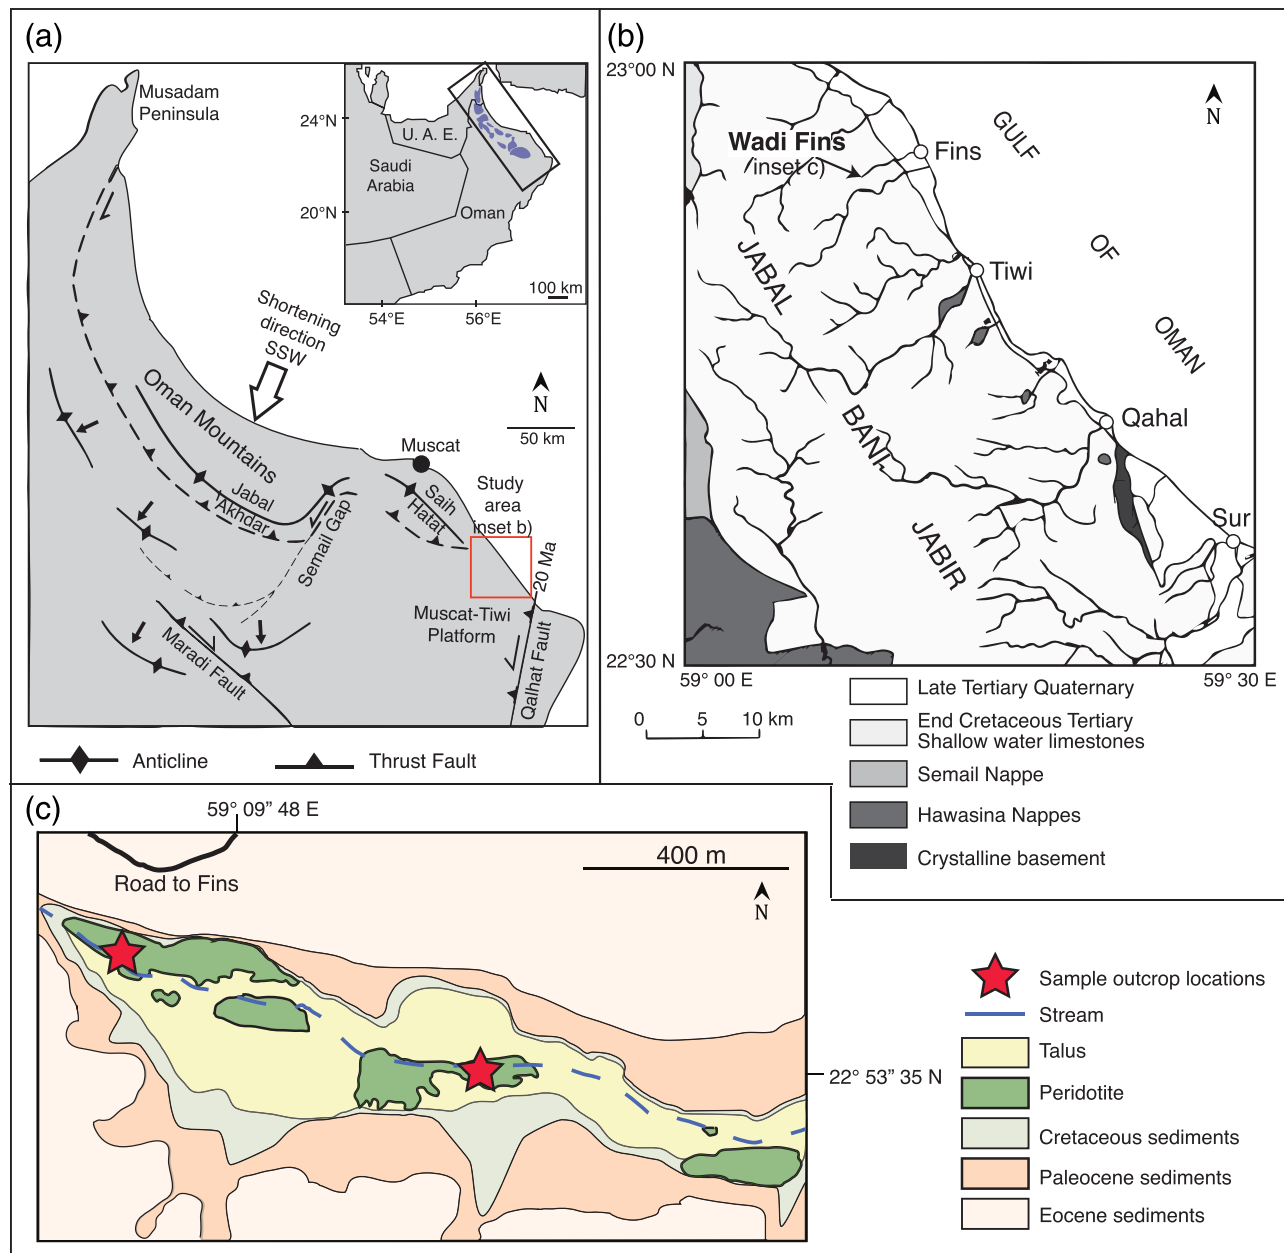 (a)
Musadam
Peninsula
24°N
U. A. E.
Saudi
Arabia
20°N
Oman
100 km
54°E
56°E
Shortening
direction
SSW
N
50 km
Oman Mountains
Jabal
Akhdar
Semail Gap
Muscat
Saih
Hatat
Study
area
inset b)
20 Ma
Muscat-Tiwi
Platform
Maradi Fault
Qalhat Fault
Anticline
Thrust Fault
(b)
23°00 N
N
GULF
OF
OMAN
Wadi Fins
inset c)
Fins
Tiwi
Qahal
Sur
JABAL
BANI
JABIR
22°30 N
59° 00 E
59° 30 E
0
5
10 km
Late Tertiary Quaternary
End Cretaceous Tertiary
Shallow water limestones
Semail Nappe
Hawasina Nappes
Crystalline basement
(c)
59° 09” 48 E
Road to Fins
400 m
N
22° 53” 35 N
Sample outcrop locations
Stream
Talus
Peridotite
Cretaceous sediments
Paleocene sediments
Eocene sediments